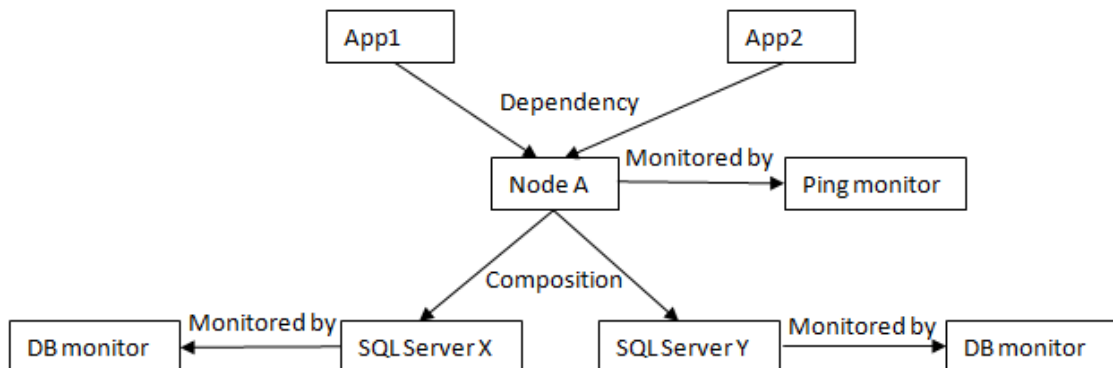 App1
App2
Dependency
Monitored by
Node A
Ping monitor
Composition
Monitored by
Monitored by
DB monitor
SQL Server X
SQL Server Y
DB monitor